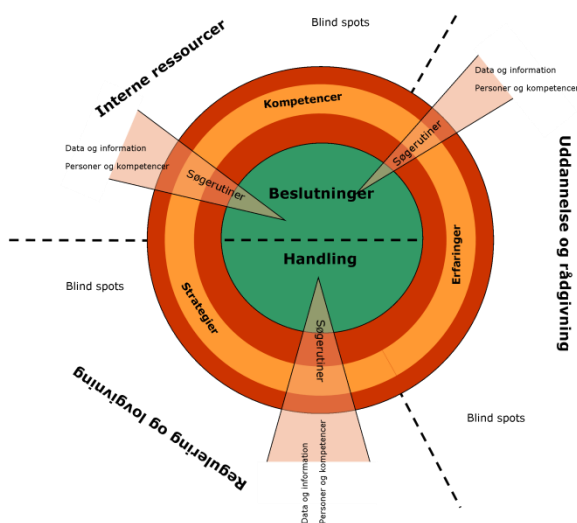 Blind spots
Interne ressourcer
Data og information
Personer og kompetencer
Kompetencer
Data og information
Personer og kompetencer
Søgerutiner
Søgerutiner
Beslutninger
Uddannelse og rådgivning
Handling
Erfaringer
Blind spots
Strategier
Søgerutiner
Regulering og lovgivning
Blind spots
Data og information
Personer og kompetencer